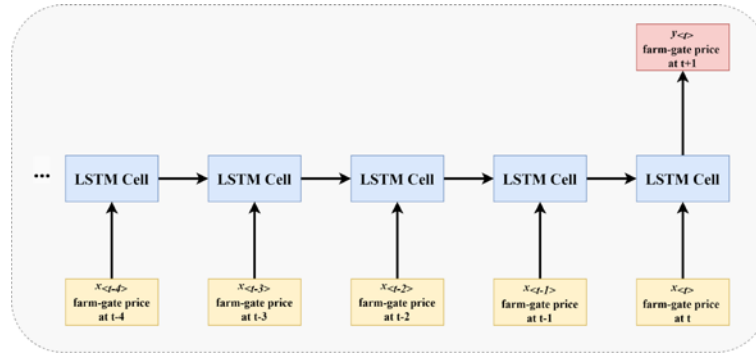 y<t>
farm-gate price
at t+1
...
LSTM Cell
LSTM Cell
LSTM Cell
LSTM Cell
LSTM Cell
x<t-4>
farm-gate price
at t-4
x<t-3>
farm-gate price
at t-3
x<t-2>
farm-gate price
at t-2
x<t-1>
farm-gate price
at t-1
x<t>
farm-gate price
at t